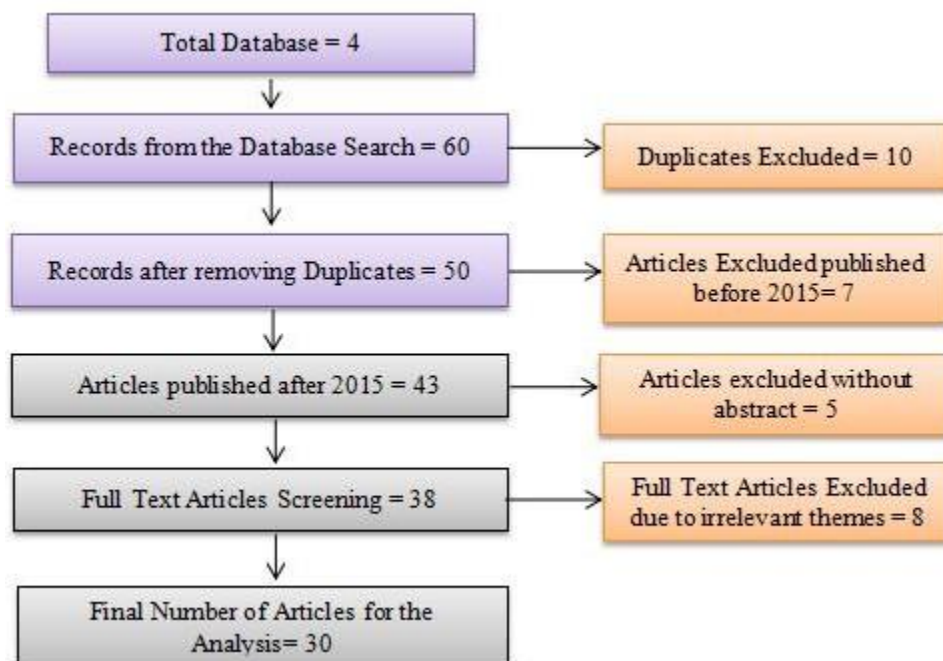 Total Database = 4
Records from the Database Search = 60
Duplicates Excluded = 10
Records after removing Duplicates = 50
Articles Excluded published
before 2015= 7
Articles published after 2015 = 43
Articles excluded without
abstract = 5
Full Text Articles Screening = 38
Full Text Articles Excluded
due to irrelevant themes = 8
Final Number of Articles for the
Analysis= 30